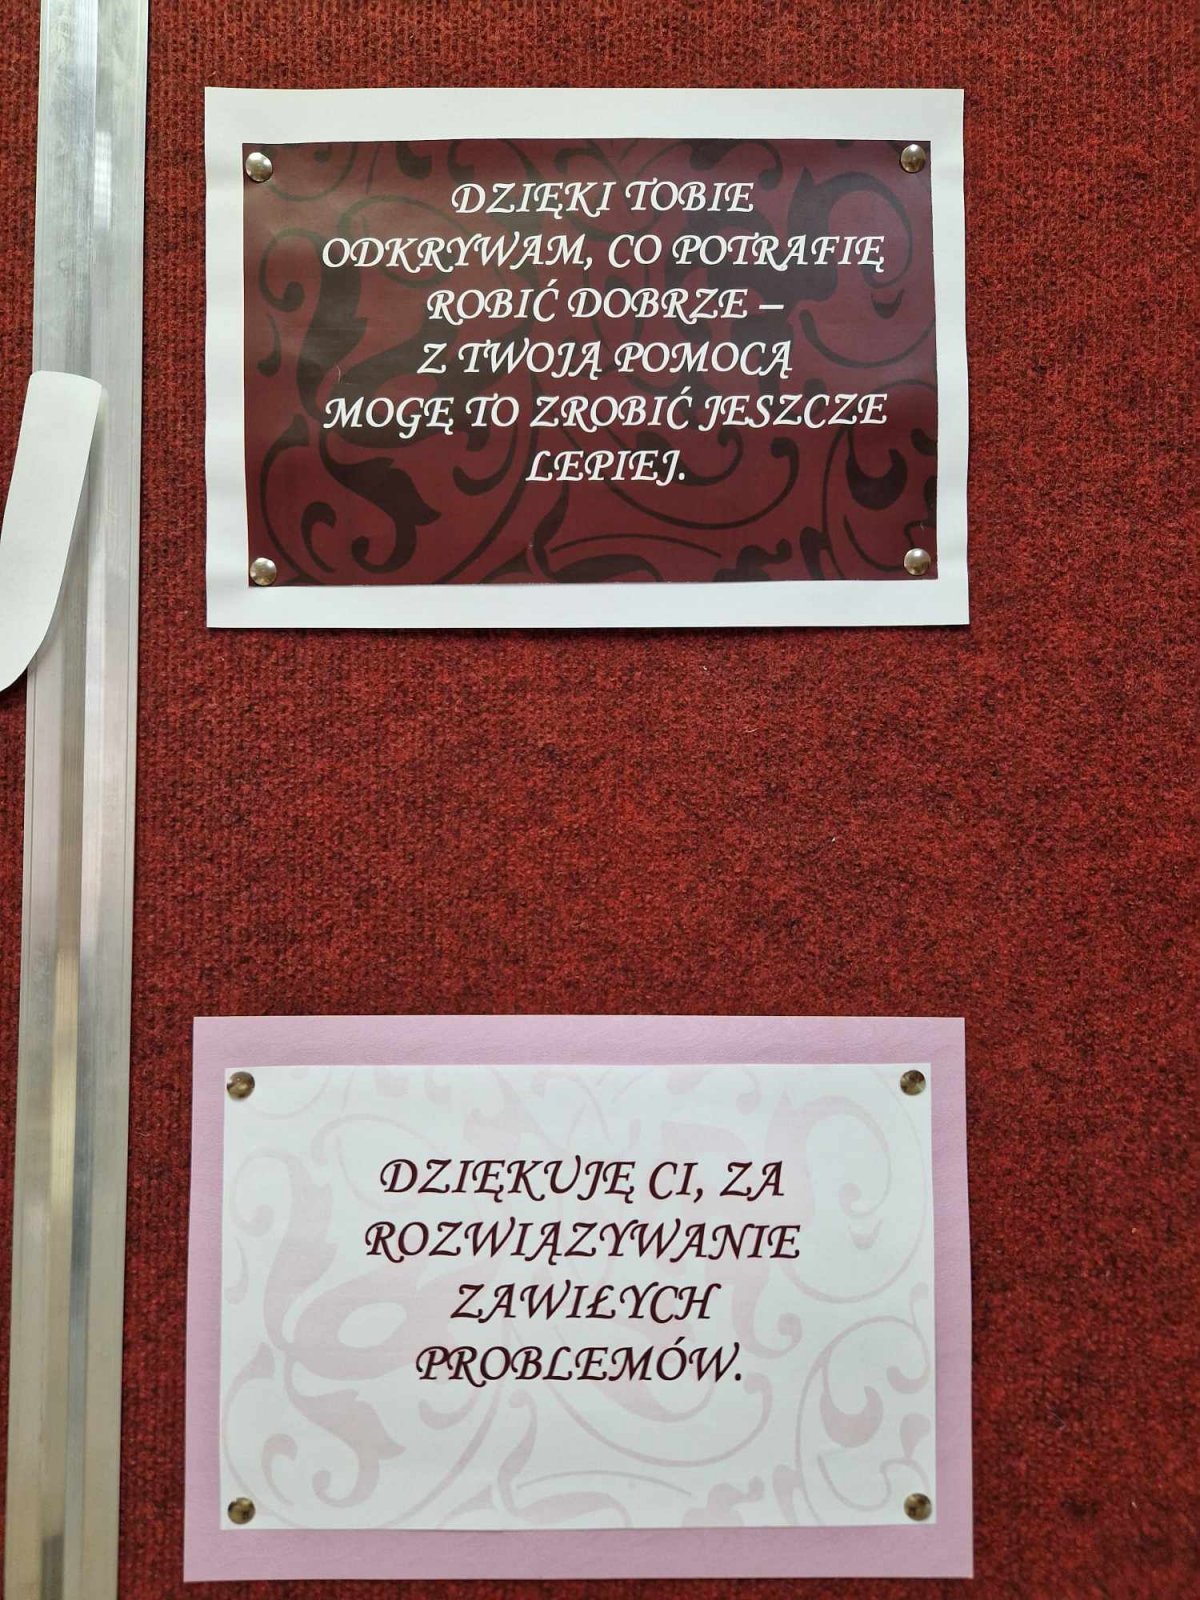 DZIĘKI TOBIE
ODKRYWAM, CO POTRAFIĘ
ROBIĆ DOBRZE –
Z TWOJĄ POMOCĄ
MOGĘ TO ZROBIĆ JESZCZE
LEPIEJ.
DZIĘKUJĘ CI, ZA
ROZWIĄZYWANIE
ZAWIŁYCH
PROBLEMÓW.